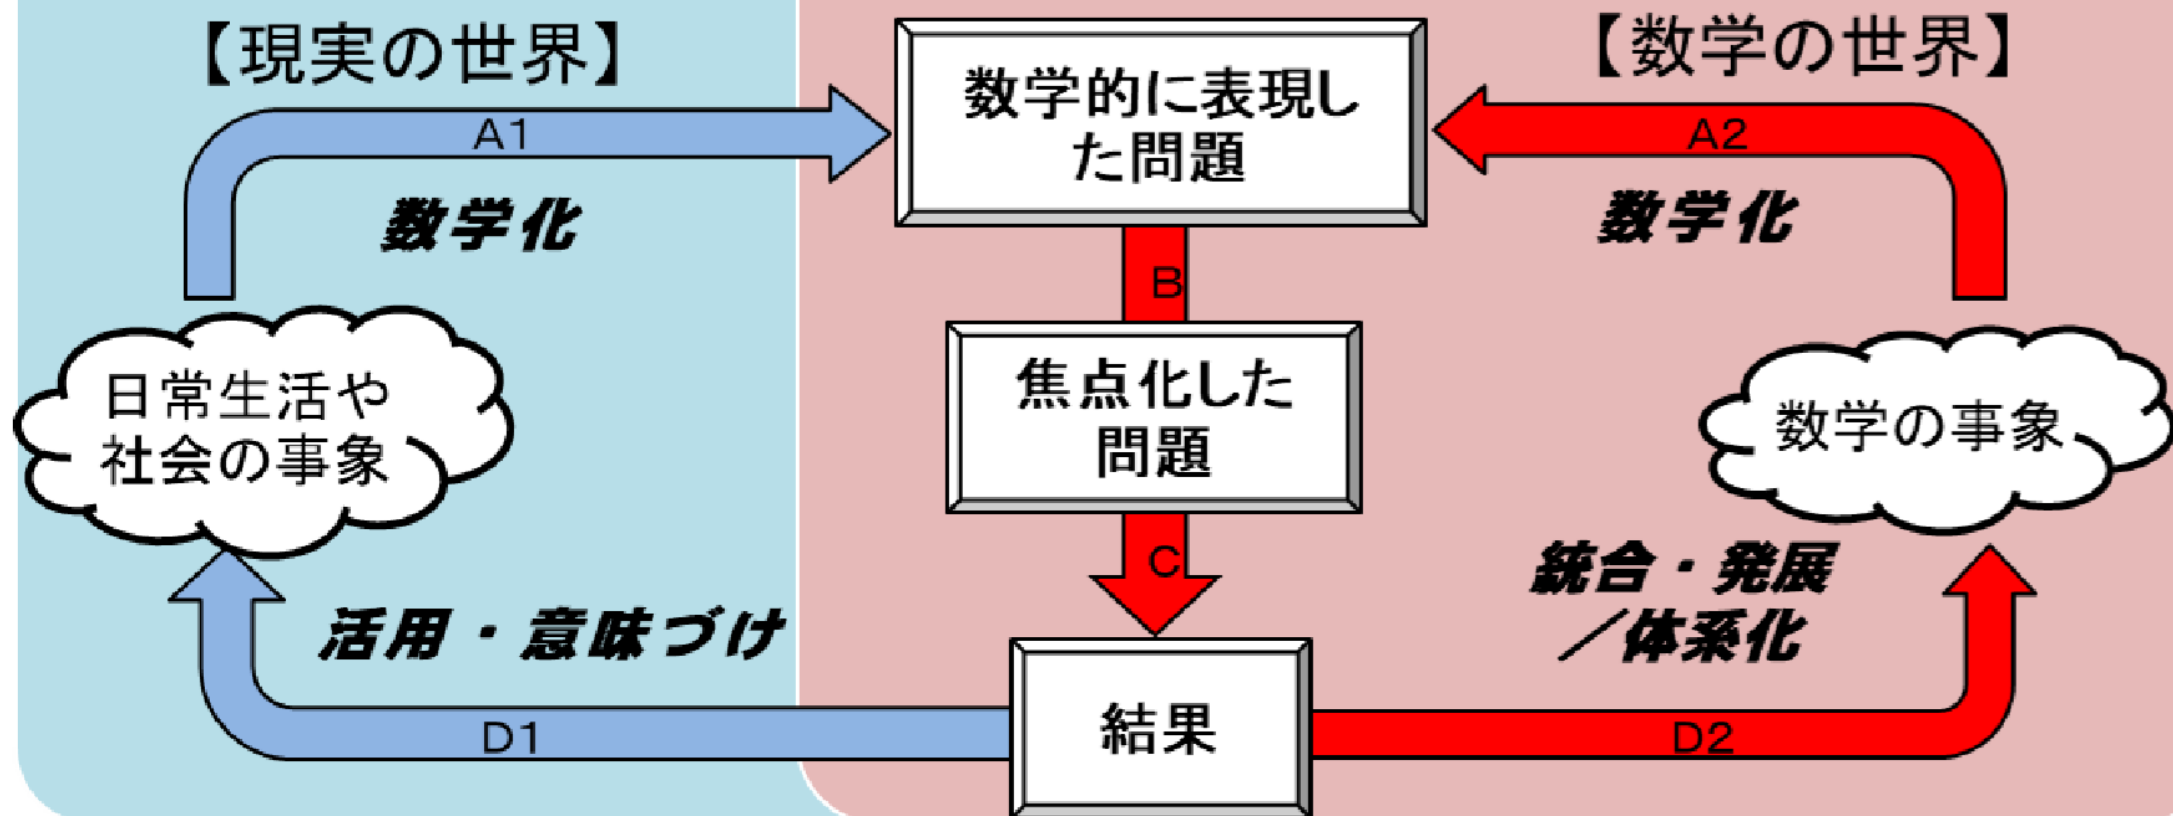 【現実の世界】
【数学の世界】
数学的に表現し
た問題
A1
A2
数学化
数学化
B
日常生活や
社会の事象
焦点化した
問題
数学の事象
C
活用・意味づけ
統合・発展
／体系化
結果
D1
D2